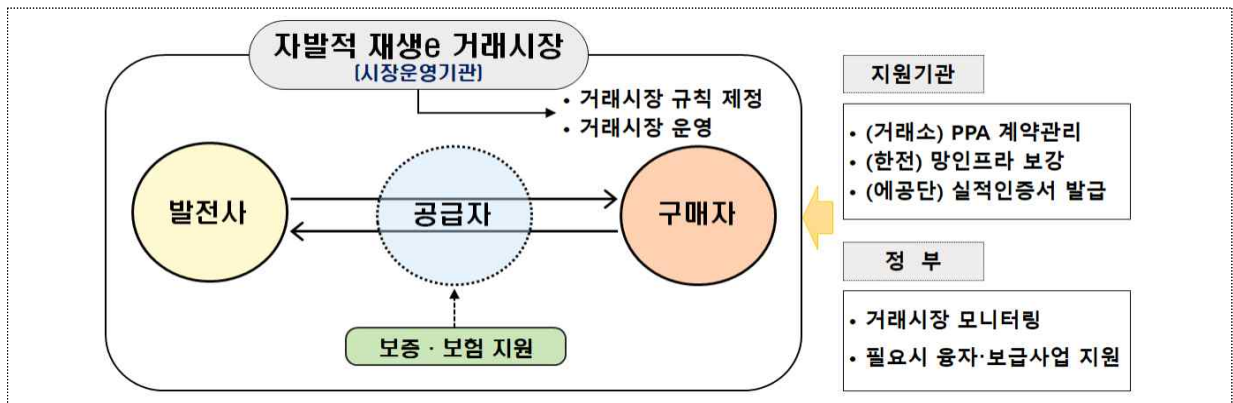 자발적 재생e 거래시장
(시장운영기관)
• 거래시장 규칙 제정
• 거래시장 운영
발전사
공급자
구매자
보증 · 보험 지원
지원기관
• (거래소) PPA 계약관리
• (한전) 망인프라 보강
• (에공단) 실적인증서 발급
정 부
• 거래시장 모니터링
• 필요시 융자·보급사업 지원